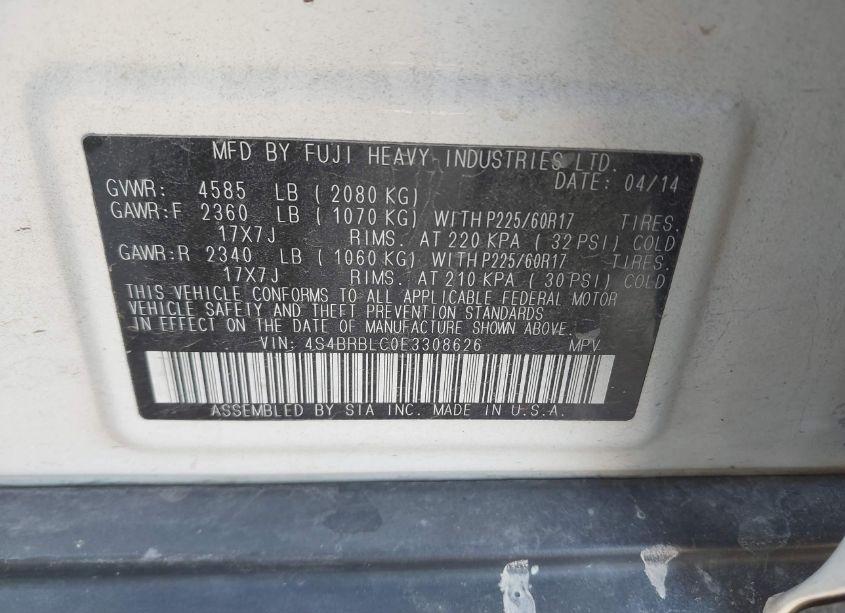 MFD BY FUJI HEAVY INDUSTRIES LTD.
DATE: 04/14
GVWR: 4585 LB ( 2080 KG)
GAWR:F 2360 LB ( 1070 KG) WITH P225/60R17 TIRES.
17X7J RIMS. AT 220 KPA ( 32 PSI) COLD
GAWR:R 2340 LB ( 1060 KG) WITH P225/60R17 TIRES.
17X7J RIMS. AT 210 KPA ( 30 PSI) COLD
THIS VEHICLE CONFORMS TO ALL APPLICABLE FEDERAL MOTOR
VEHICLE SAFETY AND THEFT PREVENTION STANDARDS
IN EFFECT ON THE DATE OF MANUFACTURE SHOWN ABOVE.
VIN: 4S4BRBLC0E3308626 MPV
ASSEMBLED BY SIA INC. MADE IN U.S.A.